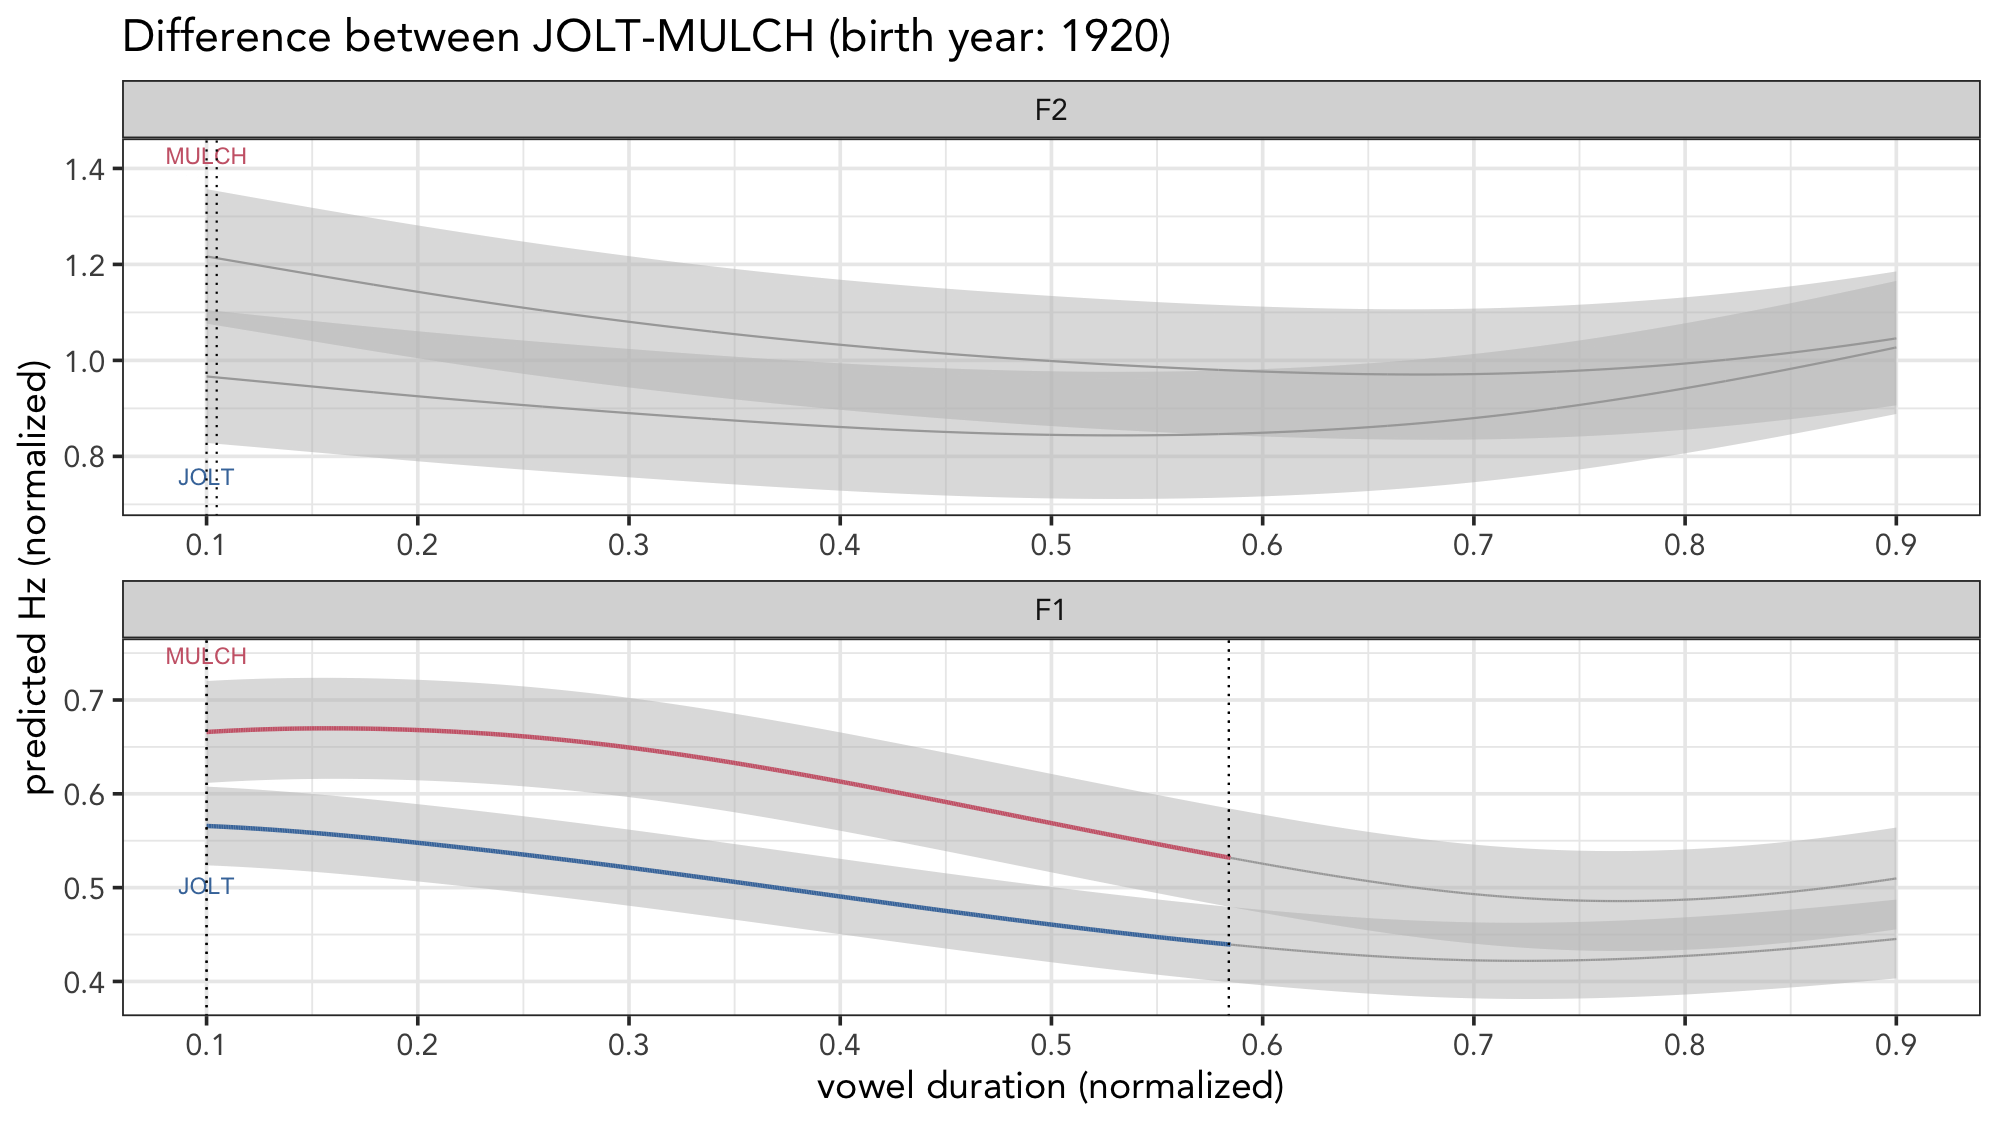 Difference between JOLT-MULCH (birth year: 1920)
F2
MULCH
1.4
1.2
1.0
0.8
JOLT
0.1 0.2 0.3 0.4 0.5 0.6 0.7 0.8 0.9
predicted Hz (normalized)
F1
MULCH
0.7
0.6
0.5
JOLT
0.4
0.1 0.2 0.3 0.4 0.5 0.6 0.7 0.8 0.9
vowel duration (normalized)